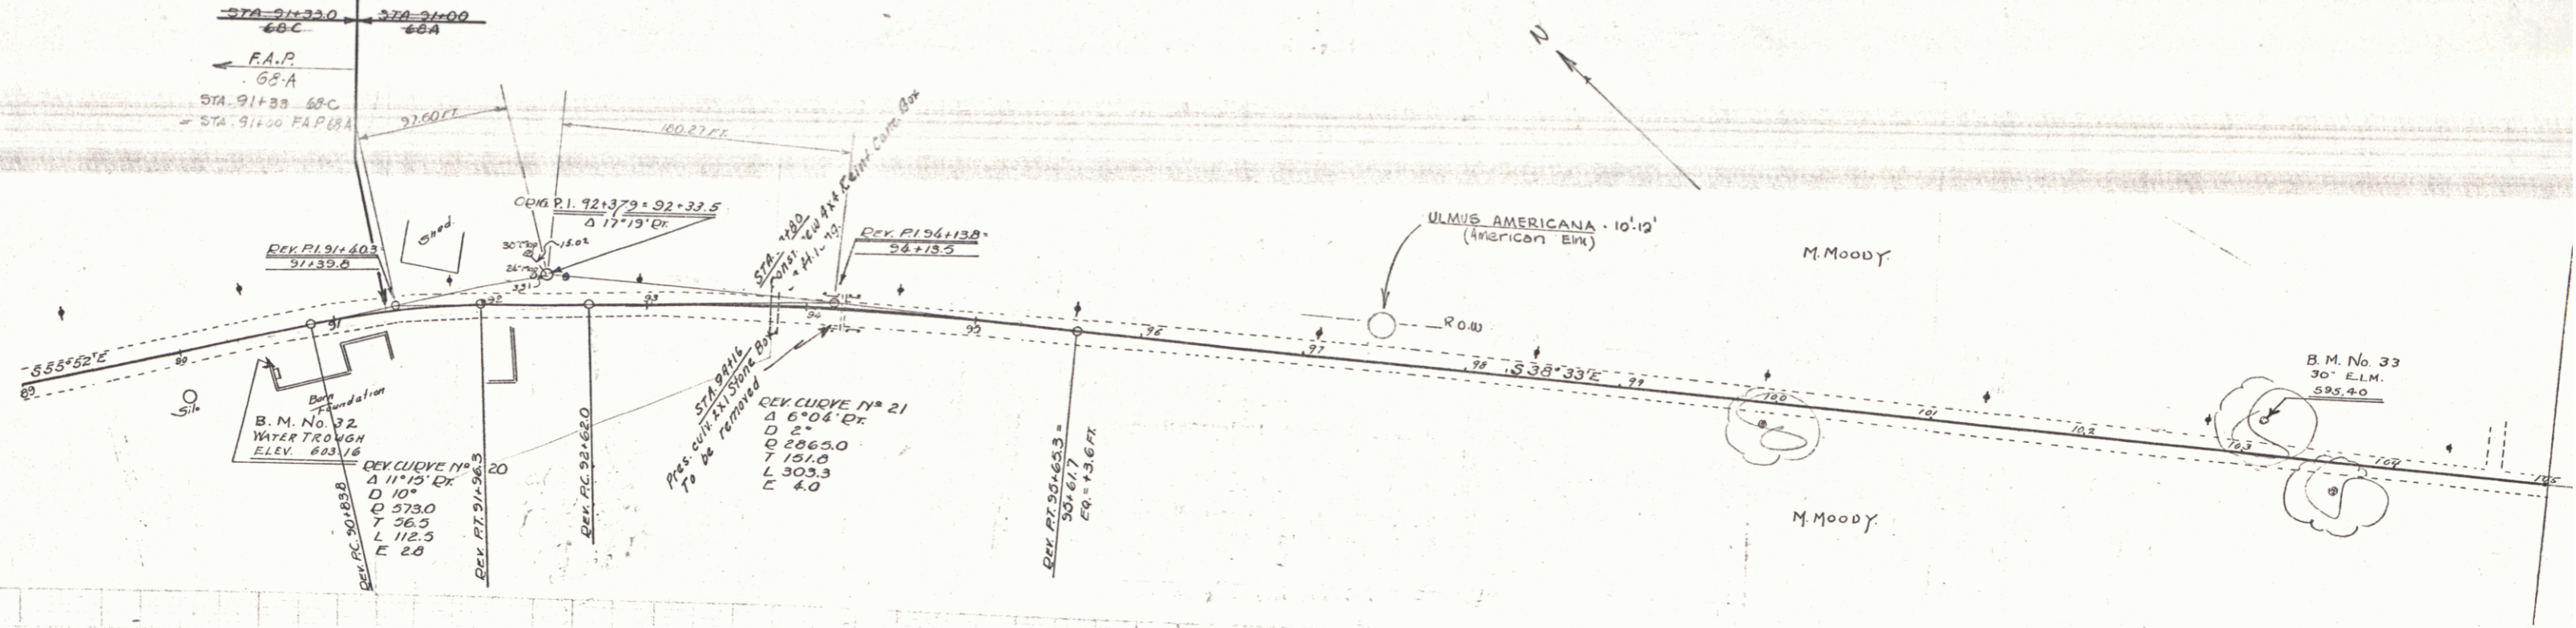 STA 91+33.0
68C
STA 91+00
68A
F.A.P.
68-A
STA. 91+33 68-C
= STA. 91+00 F.A.P 68A
97.60 FT.
180.27 FT.
N
Shed.
ORIG. P.I. 92+37.9 = 92+33.5
Δ 17°19' RT.
15.02
REV. P.I. 91+40.3=
91+39.8
REV. P.I. 94+13.8=
94+13.5
ULMUS AMERICANA - 10'-12'
(American Elm)
M. MOODY.
R.O.W.
S55°52'E
89
90
91
92
93
94
95
96
97
98
S38°33'E
99
100
101
102
103
104
105
B. M. No. 33
30" ELM.
595.40
Silo
Barn
Foundation
B. M. No. 32
WATER TROUGH
ELEV. 603.16
REV. CURVE Nº 20
Δ 11°15' RT.
D 10°
R 573.0
T 56.5
L 112.5
E 2.8
REV. P.C. 90+83.8
REV. P.T. 91+96.3
REV. P.C. 92+62.0
STA. 94+16
Pres. culv. 2x1 Stone Box
To be removed
REV. CURVE Nº 21
Δ 6°04' RT.
D 2°
R 2865.0
T 151.8
L 303.3
E 4.0
REV. P.T. 95+65.3 =
95+61.7
EQ. = +3.6 FT.
M. MOODY.